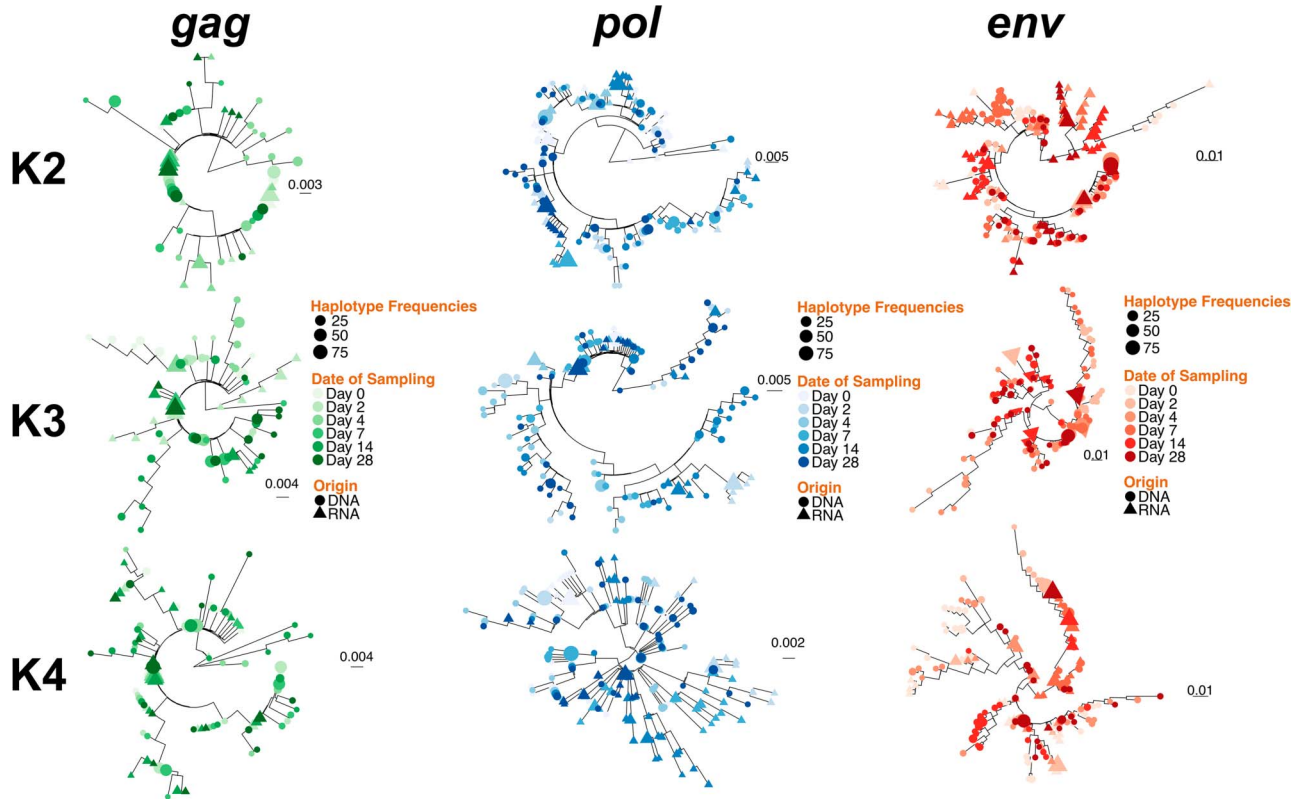 gag pol env
K2
0.003
0.005
0.01
K3
Haplotype Frequencies
25
50
75
Date of Sampling
Day 0
Day 2
Day 4
Day 7
Day 14
Day 28
Origin
DNA
RNA
0.004
Haplotype Frequencies
25
50
75
Date of Sampling
Day 0
Day 2
Day 4
Day 7
Day 14
Day 28
Origin
DNA
RNA
0.005
Haplotype Frequencies
25
50
75
Date of Sampling
Day 0
Day 2
Day 4
Day 7
Day 14
Day 28
Origin
DNA
RNA
0.01
K4
0.004
0.002
0.01